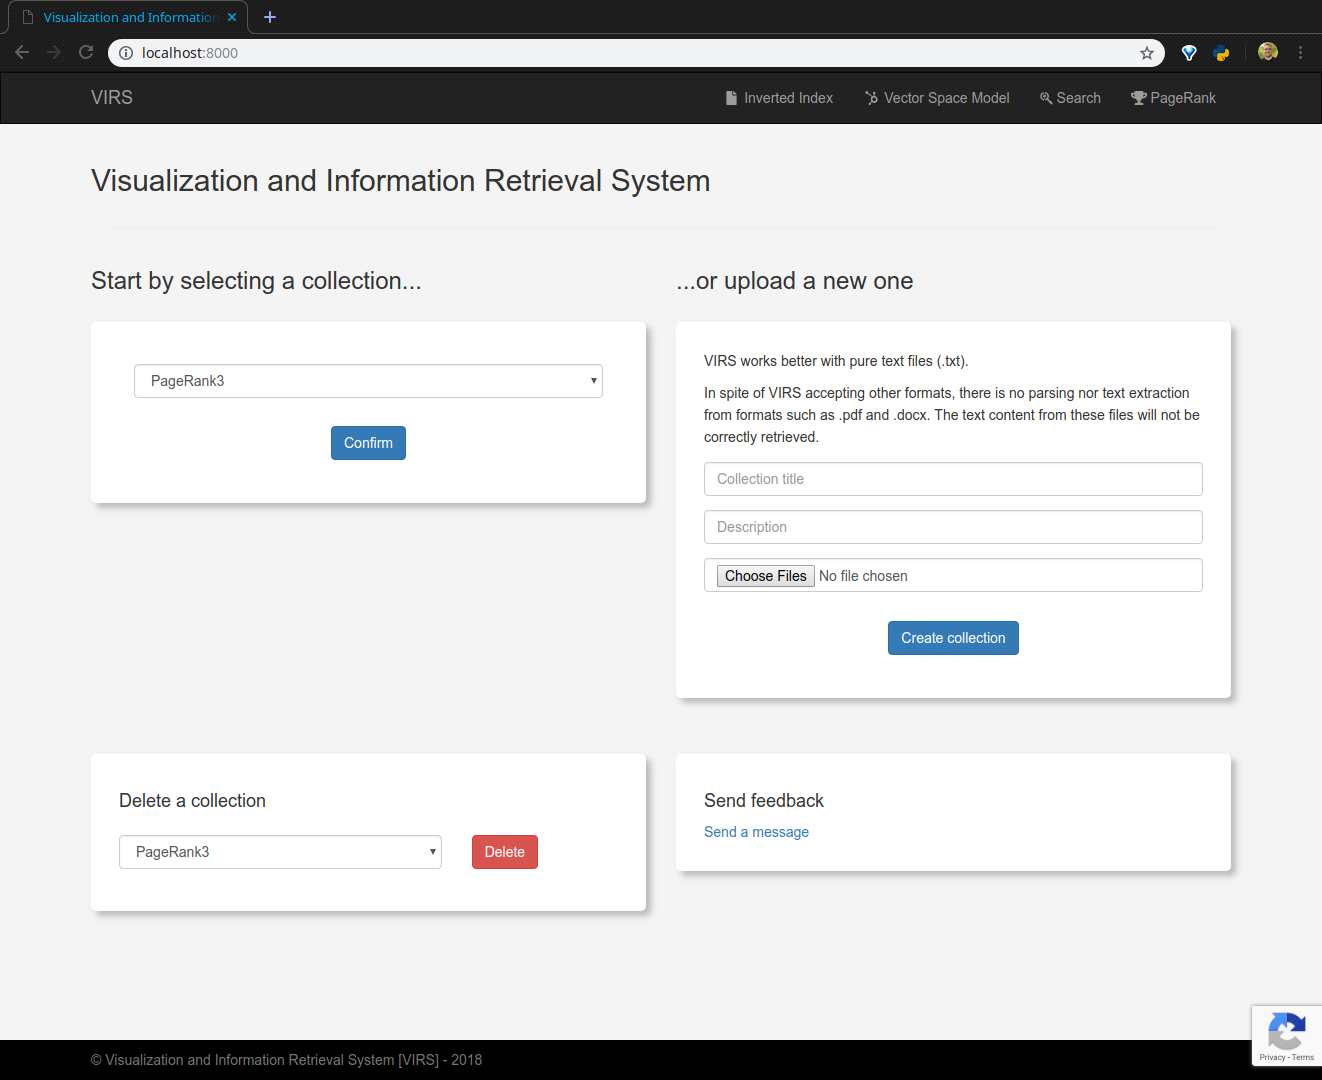 Visualization and Information
localhost:8000
VIRS
Inverted Index
Vector Space Model
Search
PageRank
Visualization and Information Retrieval System
Start by selecting a collection...
...or upload a new one
PageRank3
Confirm
VIRS works better with pure text files (.txt).
In spite of VIRS accepting other formats, there is no parsing nor text extraction
from formats such as .pdf and .docx. The text content from these files will not be
correctly retrieved.
Collection title
Description
Choose Files No file chosen
Create collection
Delete a collection
PageRank3
Delete
Send feedback
Send a message
© Visualization and Information Retrieval System [VIRS] - 2018
Privacy - Terms